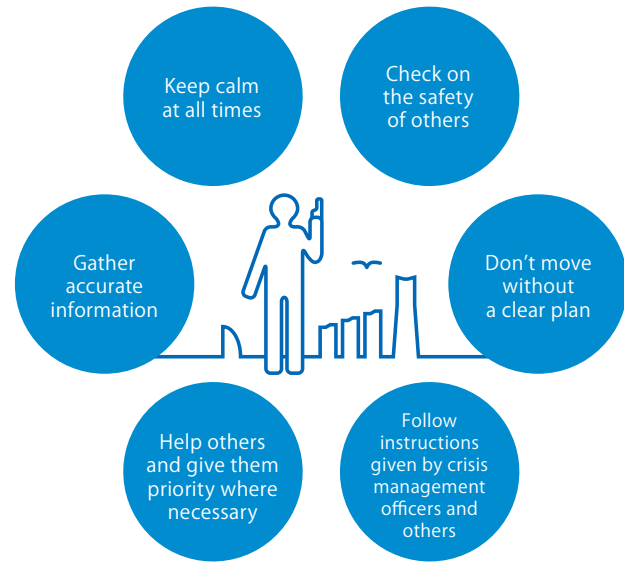 Keep calm
at all times
Check on
the safety
of others
Gather
accurate
information
Don’t move
without
a clear plan
Help others
and give them
priority where
necessary
Follow
instructions
given by crisis
management
officers and
others